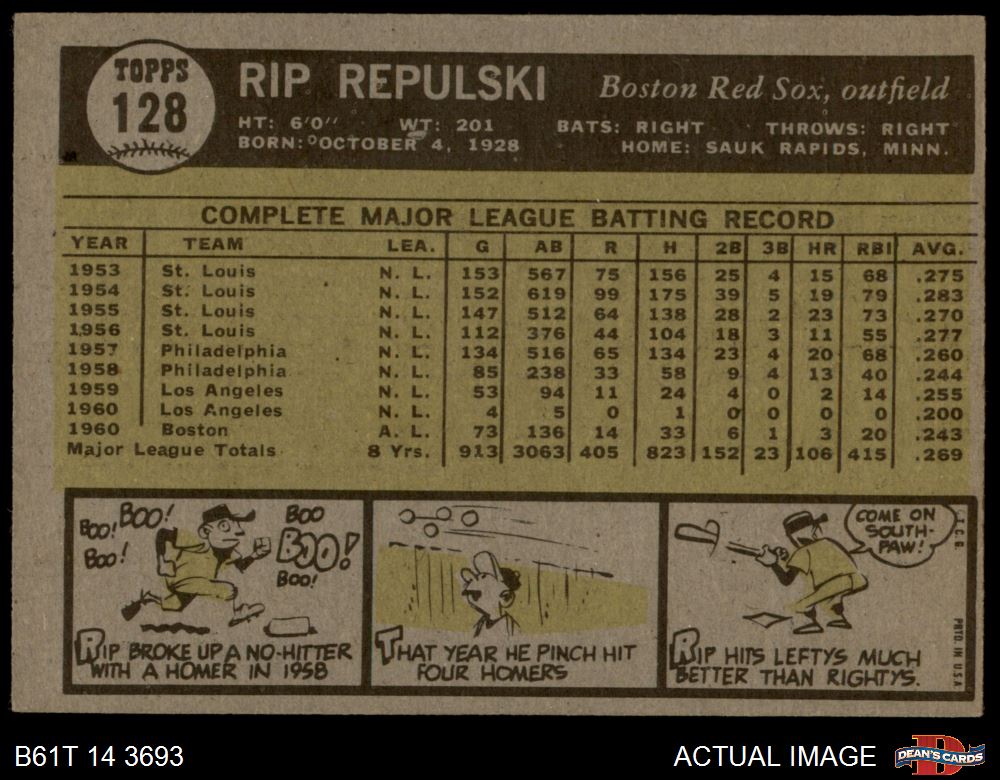 TOPPS
128
RIP REPULSKI
Boston Red Sox, outfield
HT: 6'0" WT: 201 BATS: RIGHT THROWS: RIGHT
BORN: OCTOBER 4, 1928 HOME: SAUK RAPIDS, MINN.
COMPLETE MAJOR LEAGUE BATTING RECORD
YEAR TEAM LEA. G AB R H 2B 3B HR RBI AVG.
1953 St. Louis N. L. 153 567 75 156 25 4 15 68 .275
1954 St. Louis N. L. 152 619 99 175 39 5 19 79 .283
1955 St. Louis N. L. 147 512 64 138 28 2 23 73 .270
1956 St. Louis N. L. 112 376 44 104 18 3 11 55 .277
1957 Philadelphia N. L. 134 516 65 134 23 4 20 68 .260
1958 Philadelphia N. L. 85 238 33 58 9 4 13 40 .244
1959 Los Angeles N. L. 53 94 11 24 4 0 2 14 .255
1960 Los Angeles N. L. 4 5 0 1 0 0 0 0 .200
1960 Boston A. L. 73 136 14 33 6 1 3 20 .243
Major League Totals 8 Yrs. 913 3063 405 823 152 23 106 415 .269
BOO! BOO! BOO
BOO! BOO!
BOO!
RIP BROKE UP A NO-HITTER
WITH A HOMER IN 1958
THAT YEAR HE PINCH HIT
FOUR HOMERS
COME ON
SOUTH-
PAW!
RIP HITS LEFTYS MUCH
BETTER THAN RIGHTYS.
T.C.G.
PRTD. IN U.S.A.
B61T 14 3693
ACTUAL IMAGE
D
DEAN'S CARDS